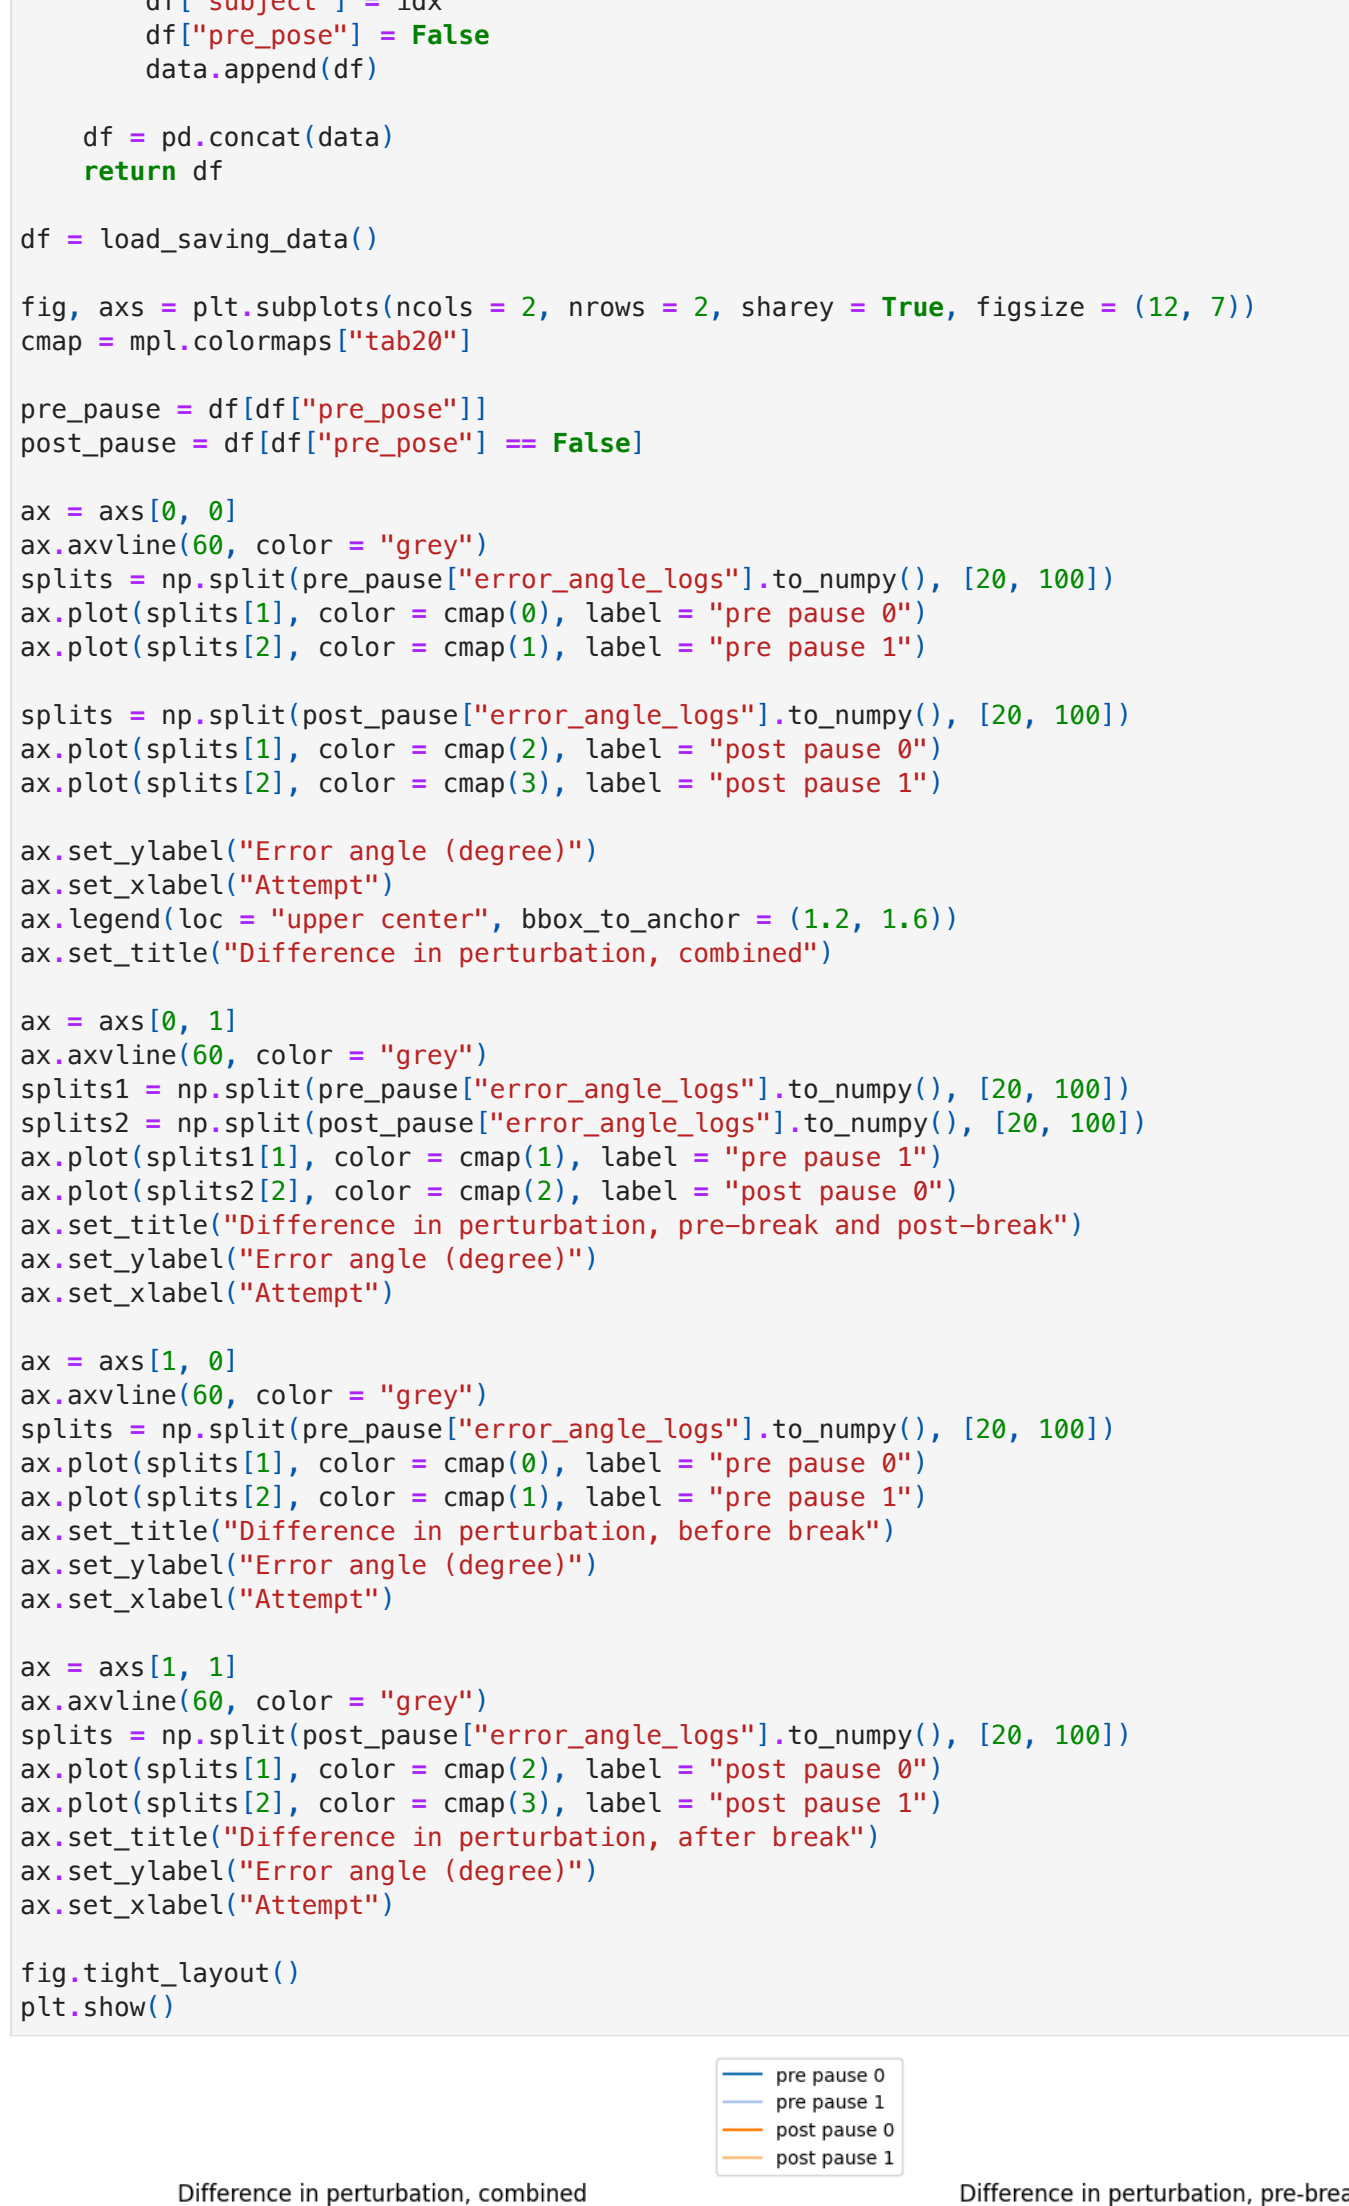 df["subject"] = idx
df["pre_pose"] = False
data.append(df)
df = pd.concat(data)
return df
df = load_saving_data()
fig, axs = plt.subplots(ncols = 2, nrows = 2, sharey = True, figsize = (12, 7))
cmap = mpl.colormaps["tab20"]
pre_pause = df[df["pre_pose"]]
post_pause = df[df["pre_pose"] == False]
ax = axs[0, 0]
ax.axvline(60, color = "grey")
splits = np.split(pre_pause["error_angle_logs"].to_numpy(), [20, 100])
ax.plot(splits[1], color = cmap(0), label = "pre pause 0")
ax.plot(splits[2], color = cmap(1), label = "pre pause 1")
splits = np.split(post_pause["error_angle_logs"].to_numpy(), [20, 100])
ax.plot(splits[1], color = cmap(2), label = "post pause 0")
ax.plot(splits[2], color = cmap(3), label = "post pause 1")
ax.set_ylabel("Error angle (degree)")
ax.set_xlabel("Attempt")
ax.legend(loc = "upper center", bbox_to_anchor = (1.2, 1.6))
ax.set_title("Difference in perturbation, combined")
ax = axs[0, 1]
ax.axvline(60, color = "grey")
splits1 = np.split(pre_pause["error_angle_logs"].to_numpy(), [20, 100])
splits2 = np.split(post_pause["error_angle_logs"].to_numpy(), [20, 100])
ax.plot(splits1[1], color = cmap(1), label = "pre pause 1")
ax.plot(splits2[2], color = cmap(2), label = "post pause 0")
ax.set_title("Difference in perturbation, pre-break and post-break")
ax.set_ylabel("Error angle (degree)")
ax.set_xlabel("Attempt")
ax = axs[1, 0]
ax.axvline(60, color = "grey")
splits = np.split(pre_pause["error_angle_logs"].to_numpy(), [20, 100])
ax.plot(splits[1], color = cmap(0), label = "pre pause 0")
ax.plot(splits[2], color = cmap(1), label = "pre pause 1")
ax.set_title("Difference in perturbation, before break")
ax.set_ylabel("Error angle (degree)")
ax.set_xlabel("Attempt")
ax = axs[1, 1]
ax.axvline(60, color = "grey")
splits = np.split(post_pause["error_angle_logs"].to_numpy(), [20, 100])
ax.plot(splits[1], color = cmap(2), label = "post pause 0")
ax.plot(splits[2], color = cmap(3), label = "post pause 1")
ax.set_title("Difference in perturbation, after break")
ax.set_ylabel("Error angle (degree)")
ax.set_xlabel("Attempt")
fig.tight_layout()
plt.show()
pre pause 0
pre pause 1
post pause 0
post pause 1
Difference in perturbation, combined
Difference in perturbation, pre-brea